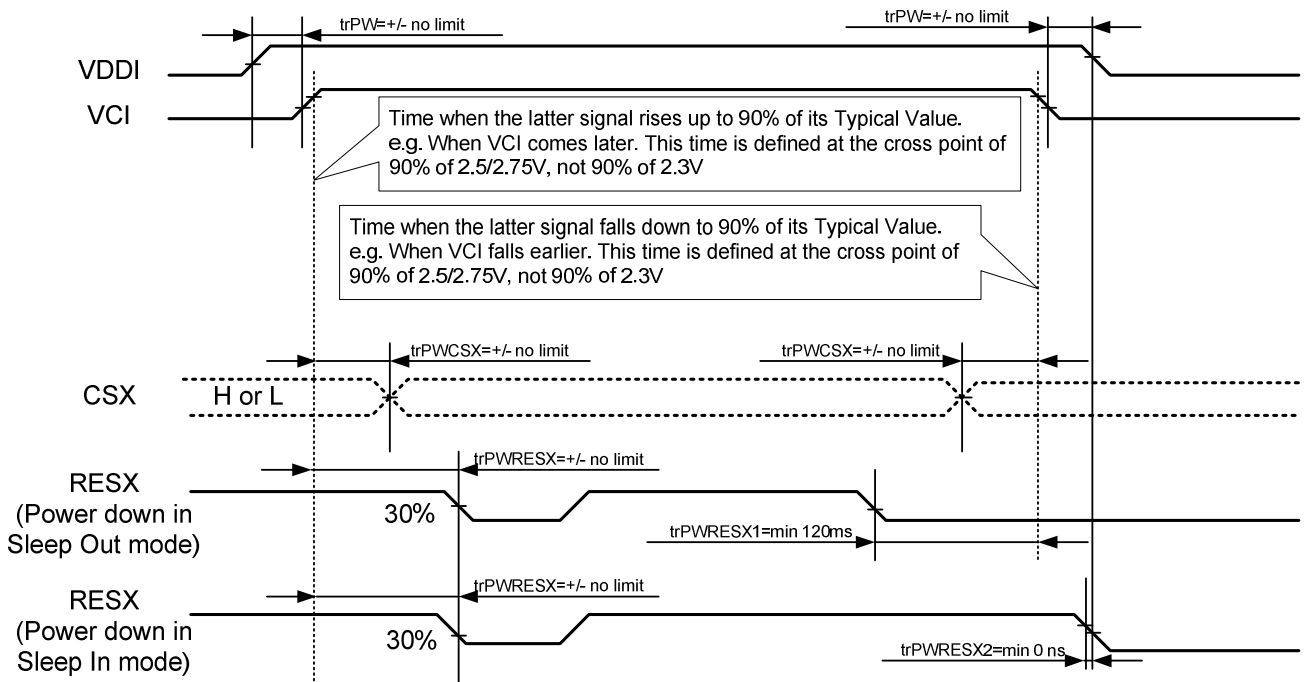 trPW=+/- no limit
trPW=+/- no limit
VDDI
VCI
Time when the latter signal rises up to 90% of its Typical Value.
e.g. When VCI comes later. This time is defined at the cross point of
90% of 2.5/2.75V, not 90% of 2.3V
Time when the latter signal falls down to 90% of its Typical Value.
e.g. When VCI falls earlier. This time is defined at the cross point of
90% of 2.5/2.75V, not 90% of 2.3V
trPWCSX=+/- no limit
trPWCSX=+/- no limit
CSX
H or L
trPWRESX=+/- no limit
RESX
(Power down in
Sleep Out mode)
30%
trPWRESX1=min 120ms
trPWRESX=+/- no limit
RESX
(Power down in
Sleep In mode)
30%
trPWRESX2=min 0 ns